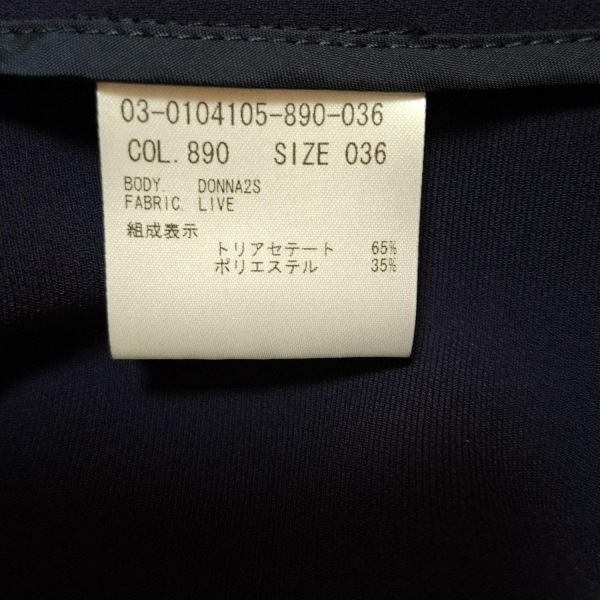 03-0104105-890-036
COL. 890 SIZE 036
BODY. DONNA2S
FABRIC. LIVE
組成表示
トリアセテート 65%
ポリエステル 35%